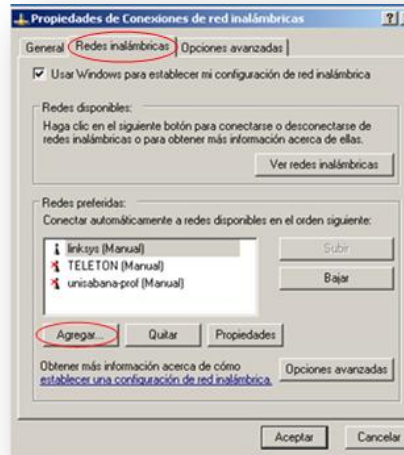 Propiedades de Conexiones de red inalámbricas
General
Redes inalámbricas
Opciones avanzadas
Usar Windows para establecer mi configuración de red inalámbrica
Redes disponibles:
Haga clic en el siguiente botón para conectarse o desconectarse de
redes inalámbricas o para obtener más información acerca de ellas.
Ver redes inalámbricas
Redes preferidas:
Conectar automáticamente a redes disponibles en el orden siguiente:
linksys (Manual)
TELETON (Manual)
unisabana-prof (Manual)
Subir
Bajar
Agregar...
Quitar
Propiedades
Obtener más información acerca de cómo
establecer una configuración de red inalámbrica.
Opciones avanzadas
Aceptar
Cancelar